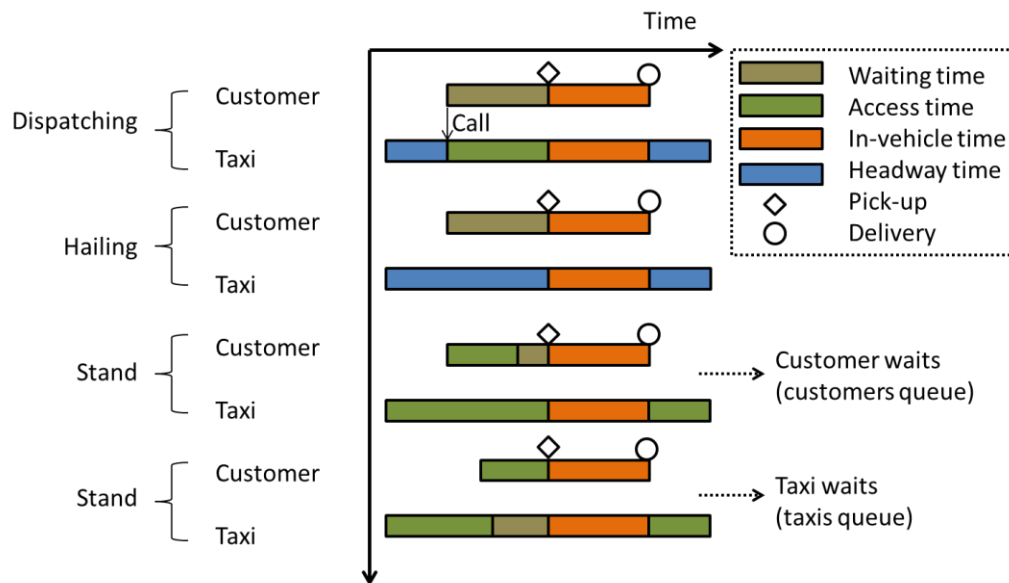 Time
Waiting time
Access time
In-vehicle time
Headway time
Pick-up
Delivery
Dispatching
Customer
Call
Taxi
Hailing
Customer
Taxi
Stand
Customer
Taxi
Customer waits
(customers queue)
Stand
Customer
Taxi
Taxi waits
(taxis queue)